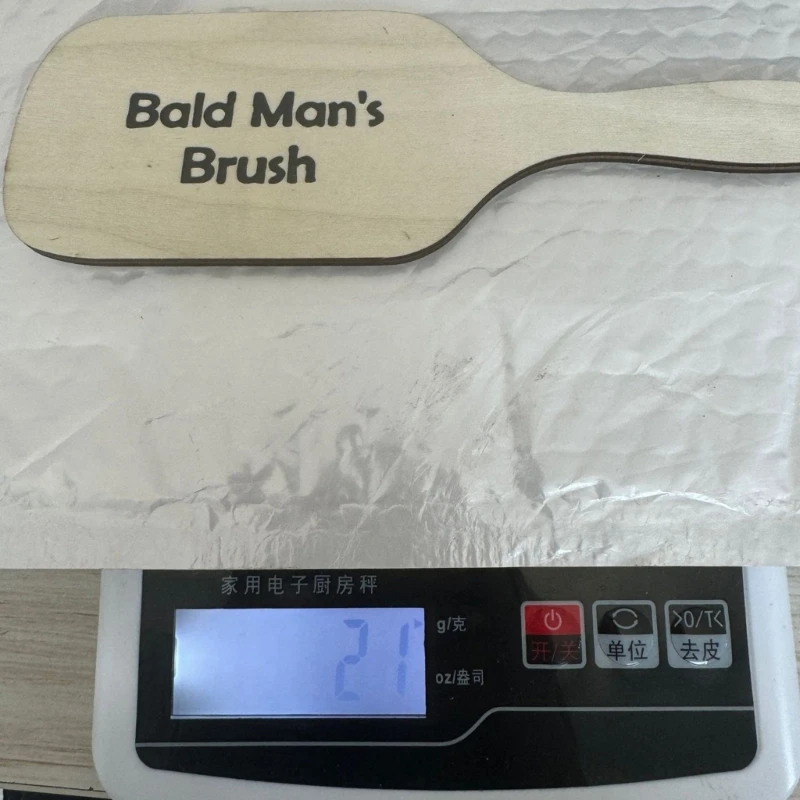 Bald Man's
Brush
家用电子厨房秤
21
g/克
oz/盎司
开/关
单位
>0/T<
去皮